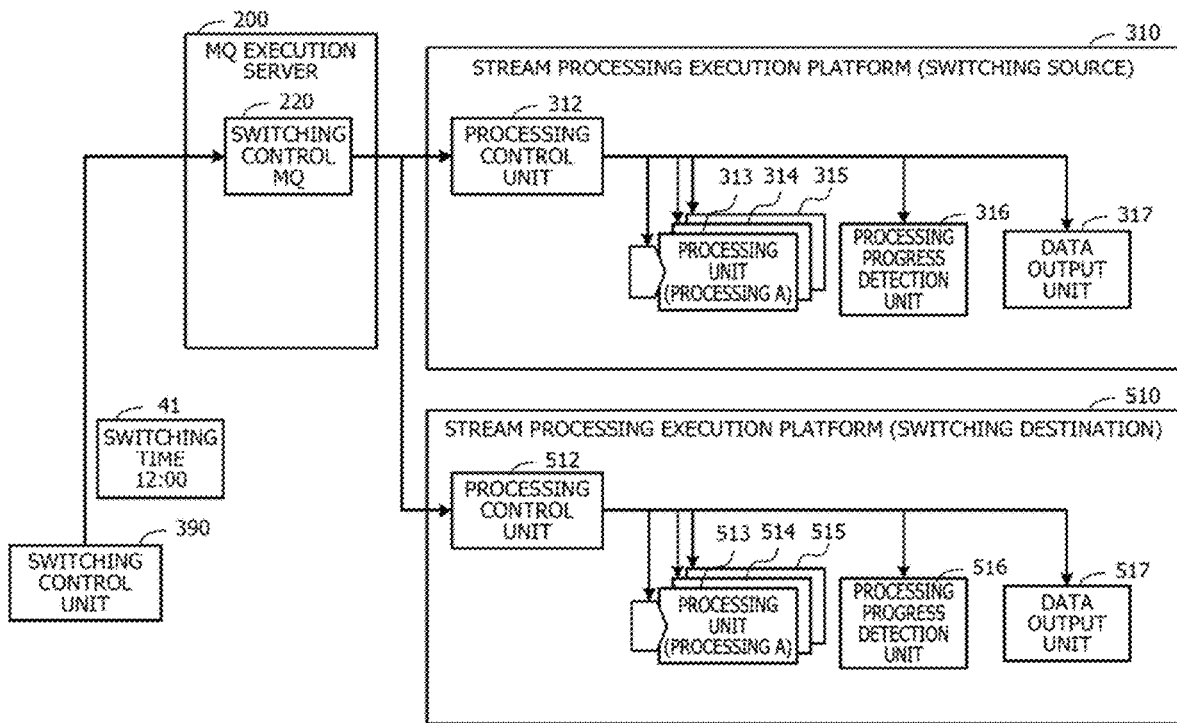 200
MQ EXECUTION
SERVER
220
SWITCHING
CONTROL
MQ
310
STREAM PROCESSING EXECUTION PLATFORM (SWITCHING SOURCE)
312
PROCESSING
CONTROL
UNIT
313
314
315
PROCESSING
UNIT
(PROCESSING A)
316
PROCESSING
PROGRESS
DETECTION
UNIT
317
DATA
OUTPUT
UNIT
41
SWITCHING
TIME
12:00
390
SWITCHING
CONTROL
UNIT
510
STREAM PROCESSING EXECUTION PLATFORM (SWITCHING DESTINATION)
512
PROCESSING
CONTROL
UNIT
513
514
515
PROCESSING
UNIT
(PROCESSING A)
516
PROCESSING
PROGRESS
DETECTION
UNIT
517
DATA
OUTPUT
UNIT